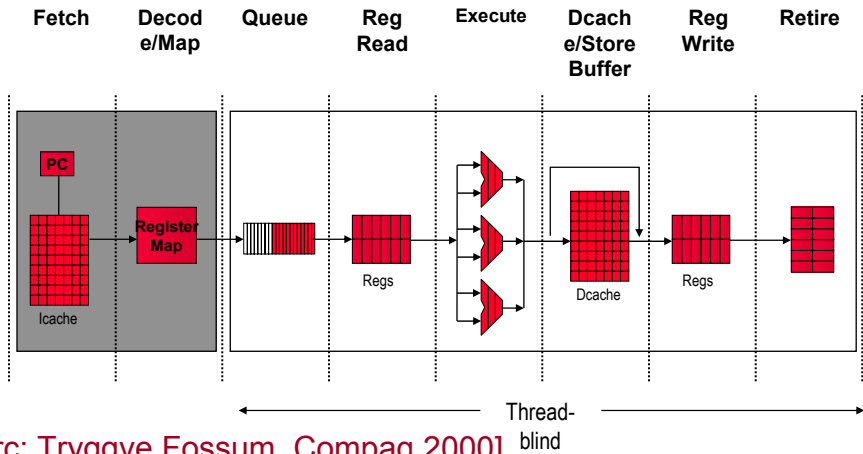 Fetch
Decod
e/Map
Queue
Reg
Read
Execute
Dcach
e/Store
Buffer
Reg
Write
Retire
PC
Register
Map
Icache
Regs
Dcache
Regs
Thread-
blind
rc: Tryggve Fossum, Compaq 2000]